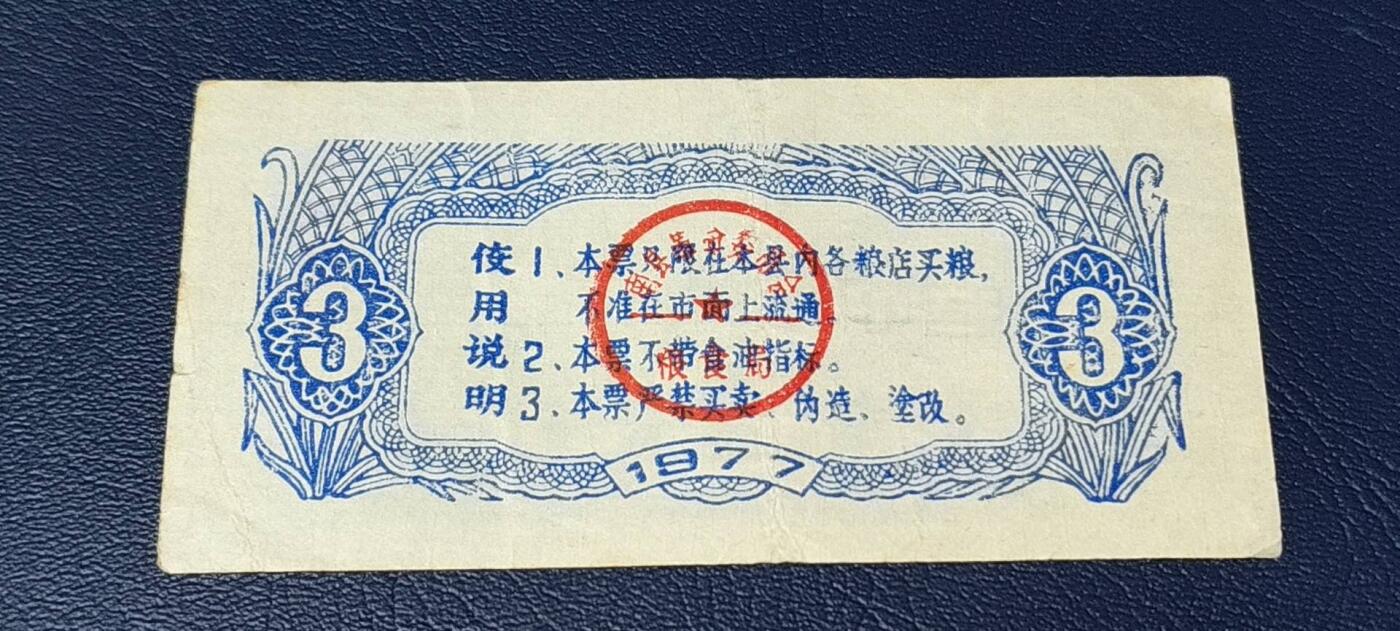 使用说明
1、本票只限在本县内各粮店买粮，
不准在市面上流通。
2、本票不带食油指标。
3、本票严禁买卖、伪造、塗改。
3
3
1977
粮食局